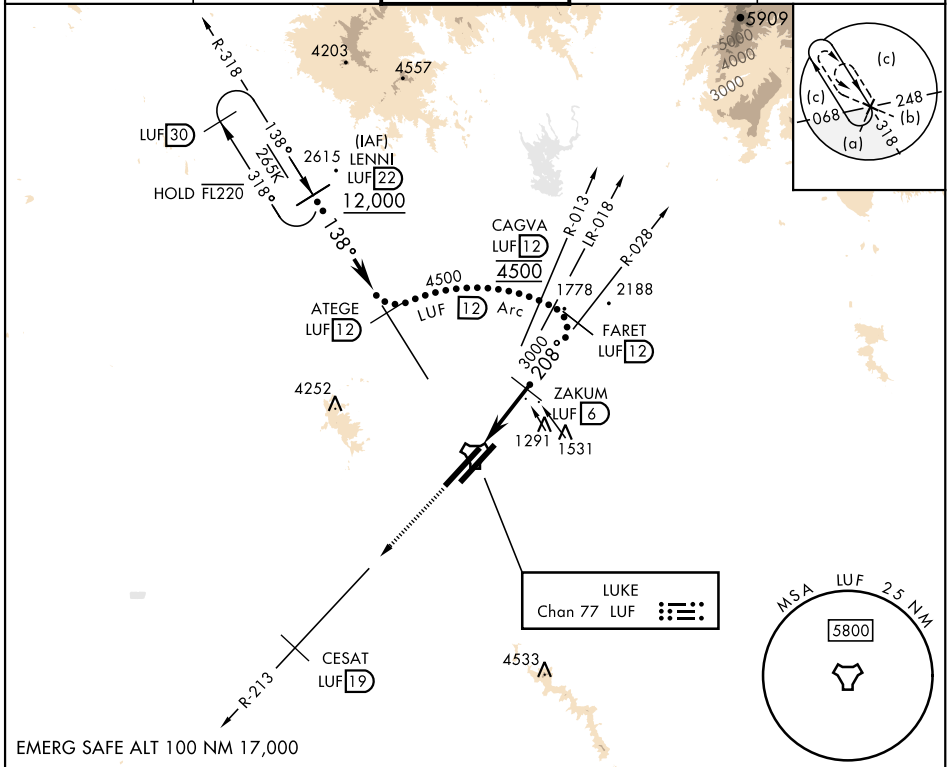 5909
5000
4000
3000
4203
4557
R-318
LUF 30
138°
265K
318°
HOLD FL220
2615
(IAF)
LENNI
LUF 22
12,000
138°
(c)
(c)
248
068
(b)
(a)
318
CAGVA
LUF 12
4500
R-013
LR-018
R-028
4500
LUF 12 Arc
ATEGE
LUF 12
1778
2188
FARET
LUF 12
3000
208°
ZAKUM
LUF 6
4252
1291
1531
LUKE
Chan 77 LUF
MSA LUF 25 NM
5800
CESAT
LUF 19
R-213
4533
EMERG SAFE ALT 100 NM 17,000